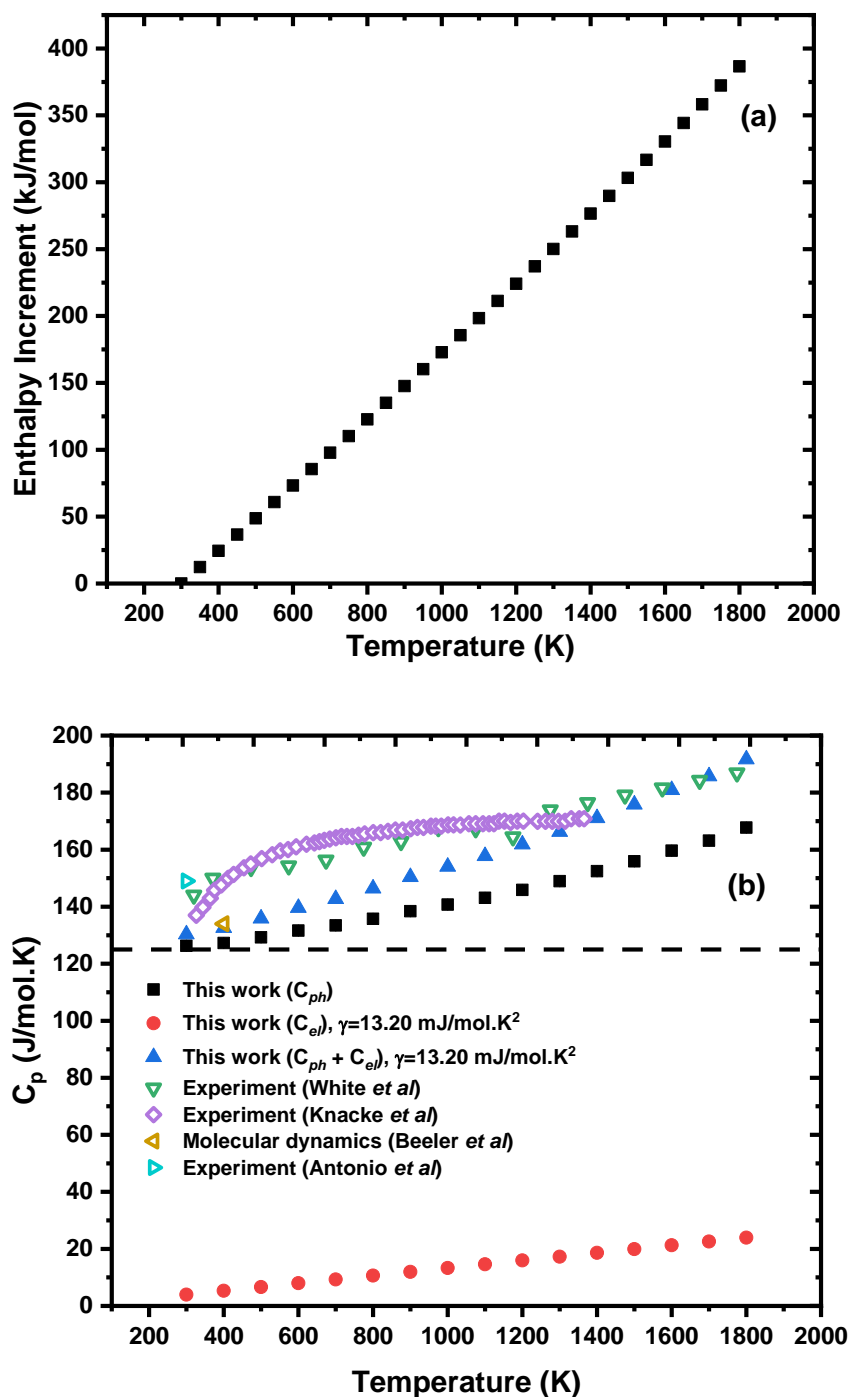 400
350
300
250
200
150
100
50
0
Enthalpy Increment (kJ/mol)
(a)
200 400 600 800 1000 1200 1400 1600 1800 2000
Temperature (K)
200
180
160
140
120
100
80
60
40
20
0
C_p (J/mol.K)
(b)
This work (C_ph)
This work (C_el), γ=13.20 mJ/mol.K²
This work (C_ph + C_el), γ=13.20 mJ/mol.K²
Experiment (White et al)
Experiment (Knacke et al)
Molecular dynamics (Beeler et al)
Experiment (Antonio et al)
200 400 600 800 1000 1200 1400 1600 1800 2000
Temperature (K)